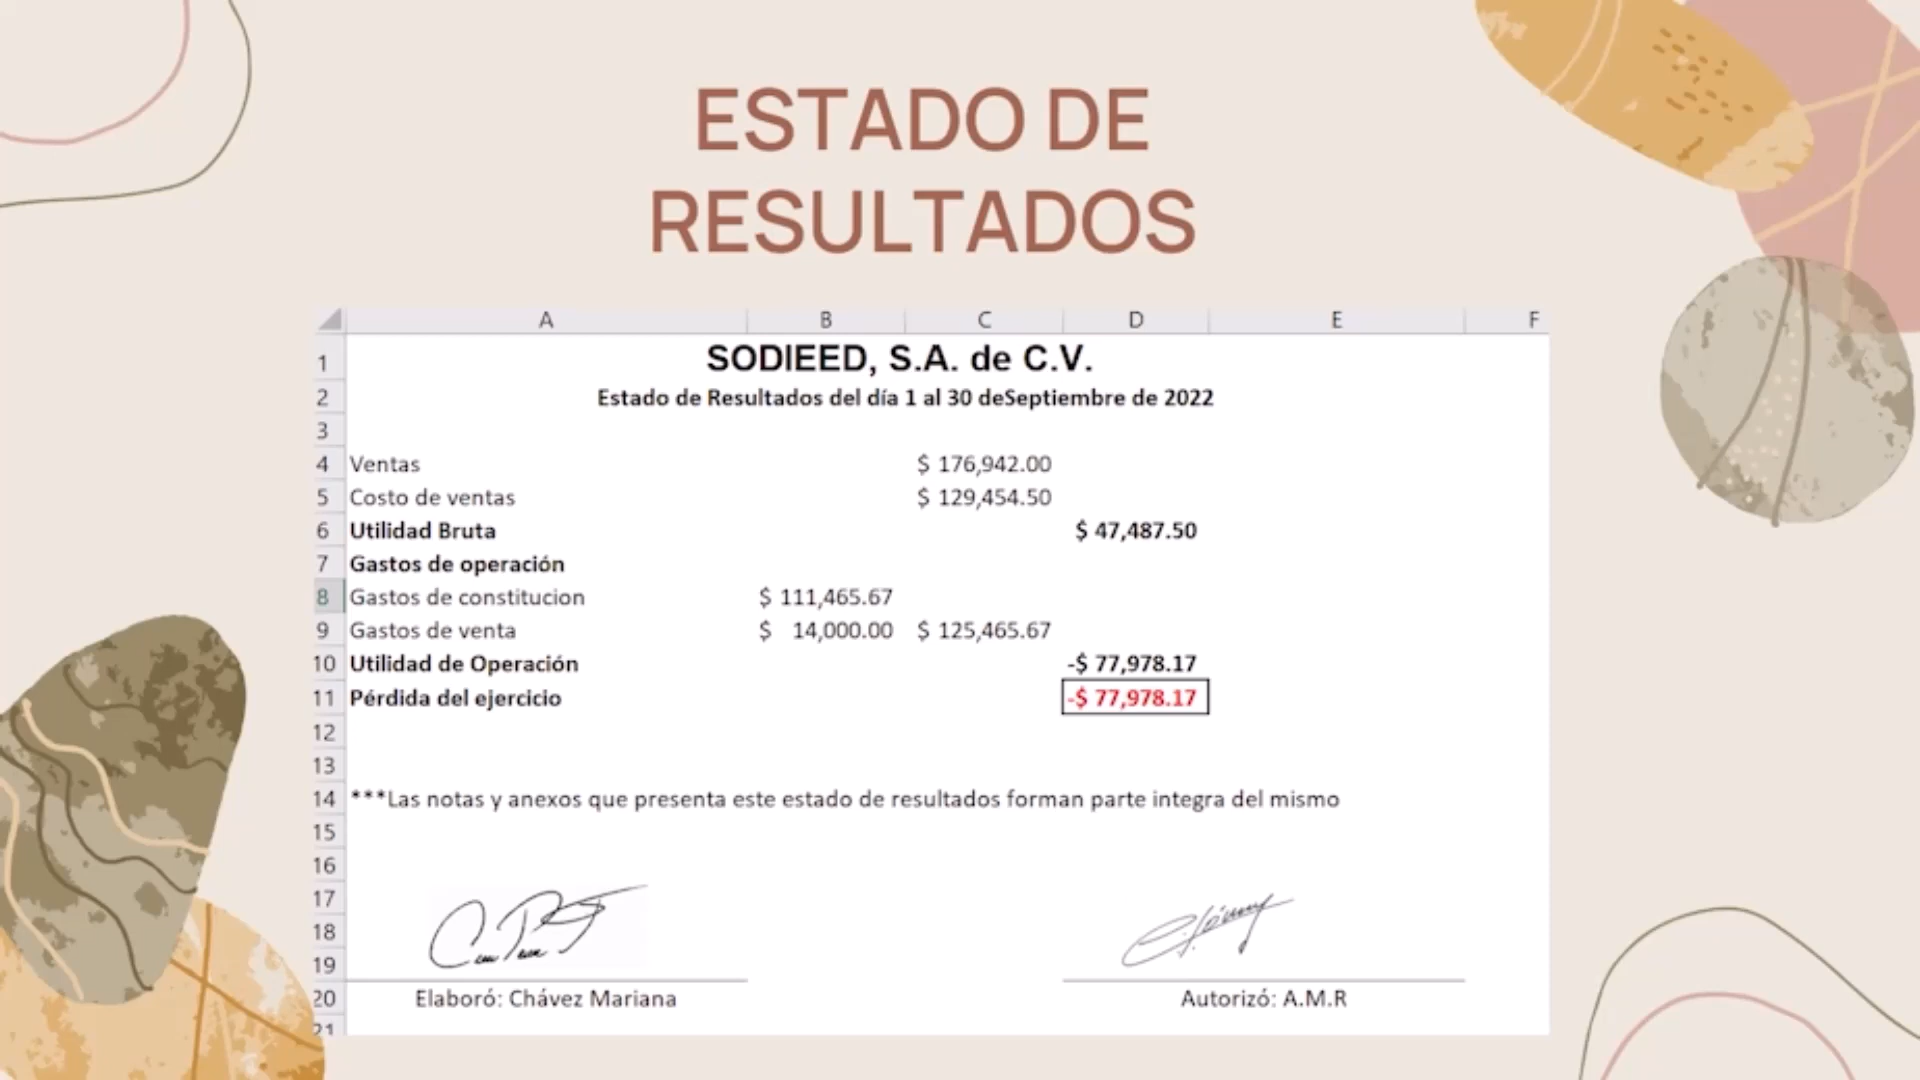 ESTADO DE
RESULTADOS
A B C D E F
1 SODIEED, S.A. de C.V.
2 Estado de Resultados del día 1 al 30 deSeptiembre de 2022
3
4 Ventas $ 176,942.00
5 Costo de ventas $ 129,454.50
6 Utilidad Bruta $ 47,487.50
7 Gastos de operación
8 Gastos de constitucion $ 111,465.67
9 Gastos de venta $ 14,000.00 $ 125,465.67
10 Utilidad de Operación -$ 77,978.17
11 Pérdida del ejercicio -$ 77,978.17
12
13
14 ***Las notas y anexos que presenta este estado de resultados forman parte integra del mismo
15
16
17
18
19
20 Elaboró: Chávez Mariana Autorizó: A.M.R
21